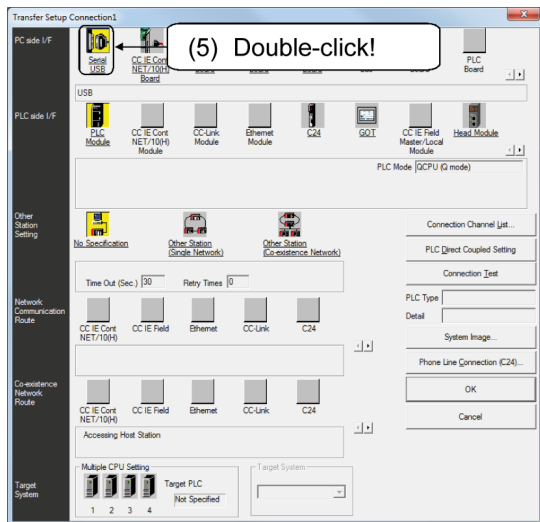 Transfer Setup Connection1
PC side I/F
(5) Double-click!
Serial
USB
CC IE Cont
NET/10(H)
Board
PLC
Board
USB
PLC side I/F
PLC
Module
CC IE Cont
NET/10(H)
Module
CC-Link
Module
Ethernet
Module
C24
GOT
CC IE Field
Master/Local
Module
Head Module
PLC Mode QCPU (Q mode)
Other
Station
Setting
No Specification
Other Station
(Single Network)
Other Station
(Co-existence Network)
Time Out (Sec.) 30 Retry Times 0
Connection Channel List...
PLC Direct Coupled Setting
Connection Test
PLC Type
Detail
System Image...
Phone Line Connection (C24)...
OK
Cancel
Network
Communication
Route
CC IE Cont
NET/10(H)
CC IE Field
Ethernet
CC-Link
C24
Co-existence
Network
Route
CC IE Cont
NET/10(H)
CC IE Field
Ethernet
CC-Link
C24
Accessing Host Station
Target
System
Multiple CPU Setting
1 2 3 4
Target PLC
Not Specified
Target System